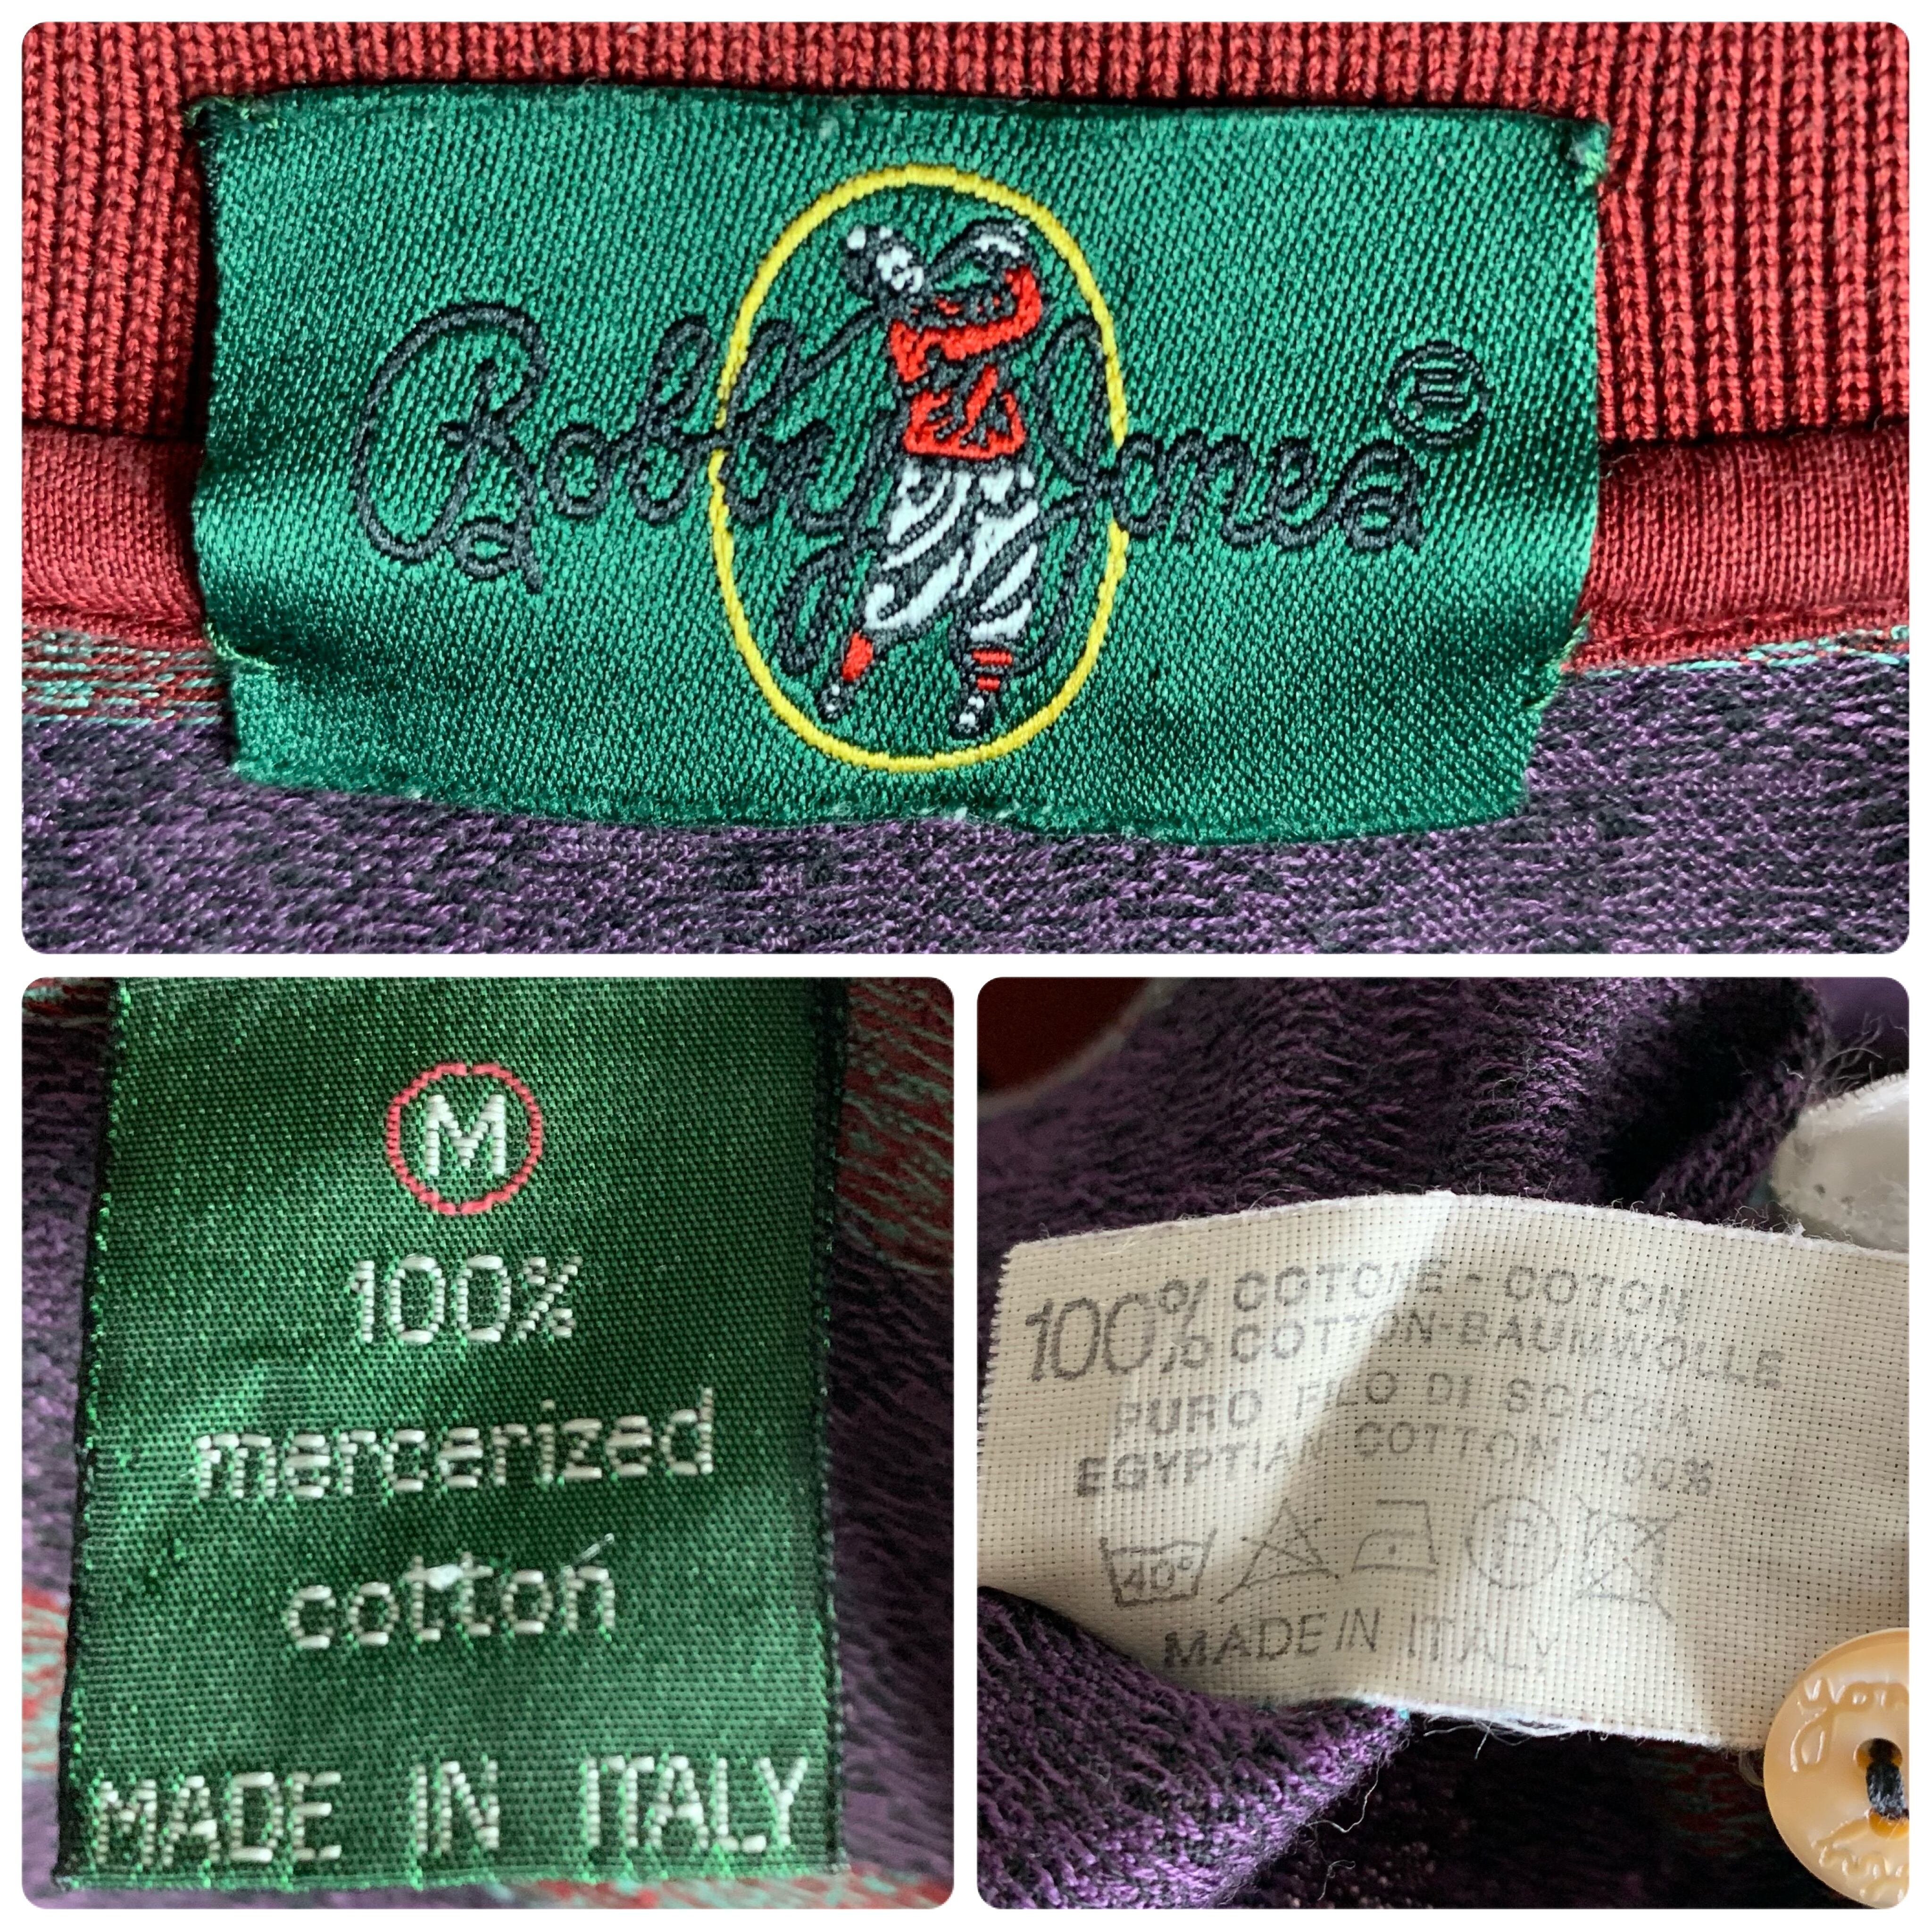 Bobby Jones ®
M
100%
mercerized
cotton
MADE IN ITALY
100% COTONE - COTON
COTTON-BAUMWOLLE
PURO FILO DI SCOZIA
EGYPTIAN COTTON 100%
40°
MADE IN ITALY